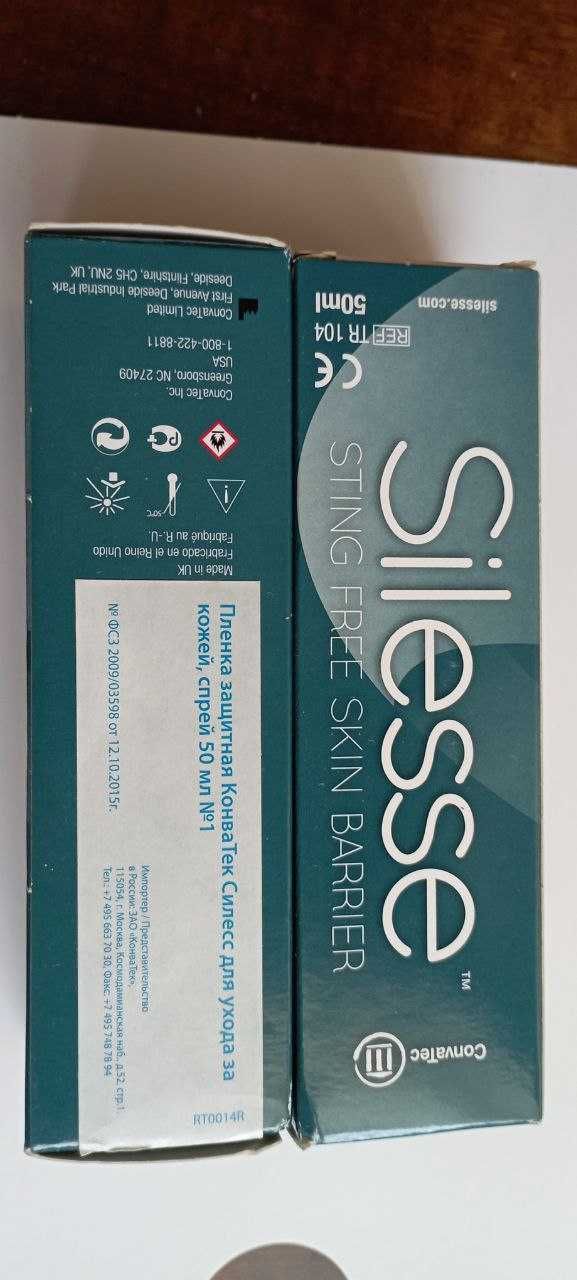 ConvaTec Inc.
Greensboro, NC 27409
USA
1-800-422-8811
ConvaTec Limited
First Avenue, Deeside Industrial Park
Deeside, Flintshire, CH5 2NU, UK
50°C
Made in UK
Fabricado en el Reino Unido
Fabriqué au R.-U.
Пленка защитная КонваТек Силесс для ухода за
кожей, спрей 50 мл №1
№ ФСЗ 2009/03598 от 12.10.2015г.
Импортер / Представительство
в России: ЗАО «КонваТек»,
115054, г. Москва, Космодамианская наб., д.52, стр.1.
Тел.: +7 495 663 70 30, Факс: +7 495 748 78 94
RT0014R
silesse.com
50ml
REF TR 104
CE
Silesse™
STING FREE SKIN BARRIER
ConvaTec